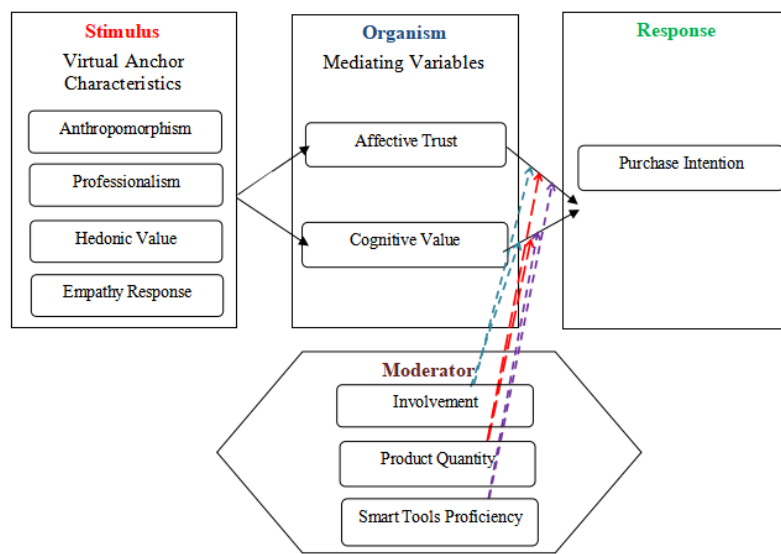 Stimulus
Virtual Anchor
Characteristics
Anthropomorphism
Professionalism
Hedonic Value
Empathy Response
Organism
Mediating Variables
Affective Trust
Cognitive Value
Response
Purchase Intention
Moderator
Involvement
Product Quantity
Smart Tools Proficiency